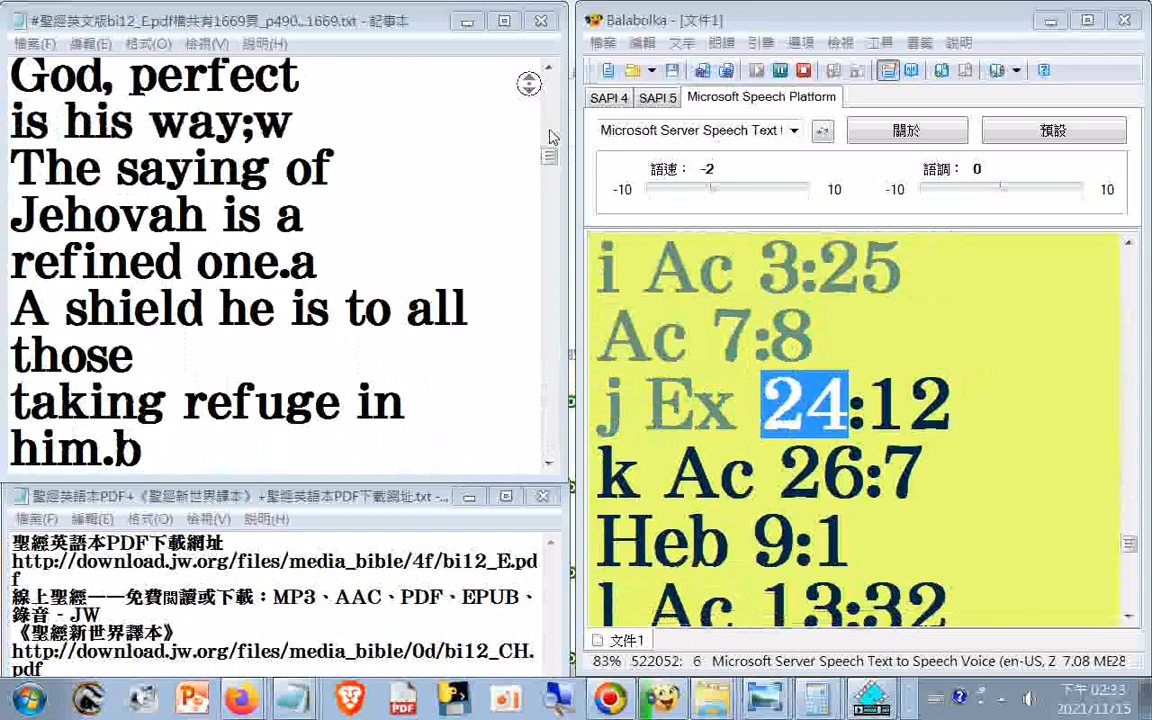 #聖經英文版bi12_E.pdf檔共有1669頁_p490...1669.txt - 記事本
檔案(F) 編輯(E) 格式(O) 檢視(V) 說明(H)
God, perfect
is his way;w
The saying of
Jehovah is a
refined one.a
A shield he is to all
those
taking refuge in
him.b
聖經英語本PDF+《聖經新世界譯本》+聖經英語本PDF下載網址.txt -...
檔案(F) 編輯(E) 格式(O) 檢視(V) 說明(H)
聖經英語本PDF下載網址
http://download.jw.org/files/media_bible/4f/bi12_E.pd
f
線上聖經——免費閱讀或下載：MP3、AAC、PDF、EPUB、
錄音 - JW
《聖經新世界譯本》
http://download.jw.org/files/media_bible/0d/bi12_CH.
pdf
Balabolka - [文件1]
檔案 編輯 文字 朗讀 引擎 選項 檢視 工具 書籤 說明
SAPI 4 SAPI 5 Microsoft Speech Platform
Microsoft Server Speech Text 關於 預設
語速： -2 語調： 0
-10 10 -10 10
i Ac 3:25
Ac 7:8
j Ex 24:12
k Ac 26:7
Heb 9:1
l Ac 13:32
文件1
83% 522052: 6 Microsoft Server Speech Text to Speech Voice (en-US, Z 7.08 ME28
PDF
下午 02:33
2021/11/15